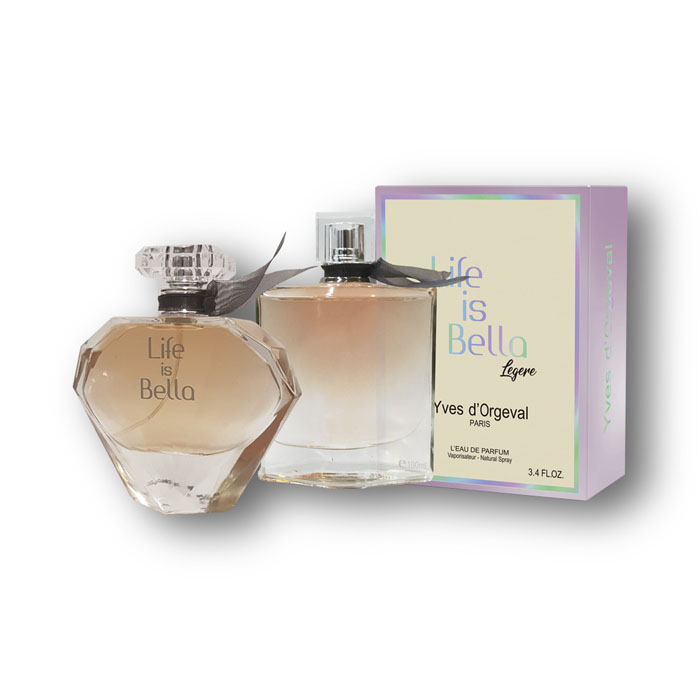 Life
is
Bella
Life
is
Bella
Legere
Yves d'Orgeval
PARIS
L'EAU DE PARFUM
Vaporisateur - Natural Spray
3.4 FL.OZ.
Yves d'Orgeval
℮100ml